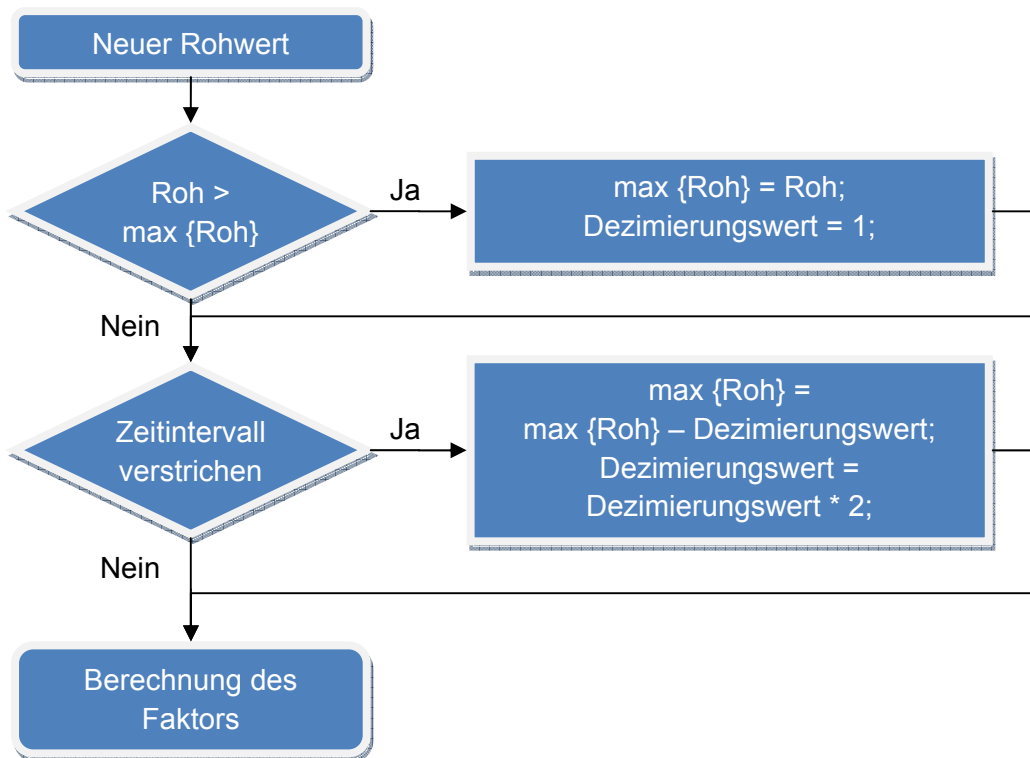 Neuer Rohwert
Roh >
max {Roh}
Ja
max {Roh} = Roh;
Dezimierungswert = 1;
Nein
Zeitintervall
verstrichen
Ja
max {Roh} =
max {Roh} – Dezimierungswert;
Dezimierungswert =
Dezimierungswert * 2;
Nein
Berechnung des
Faktors